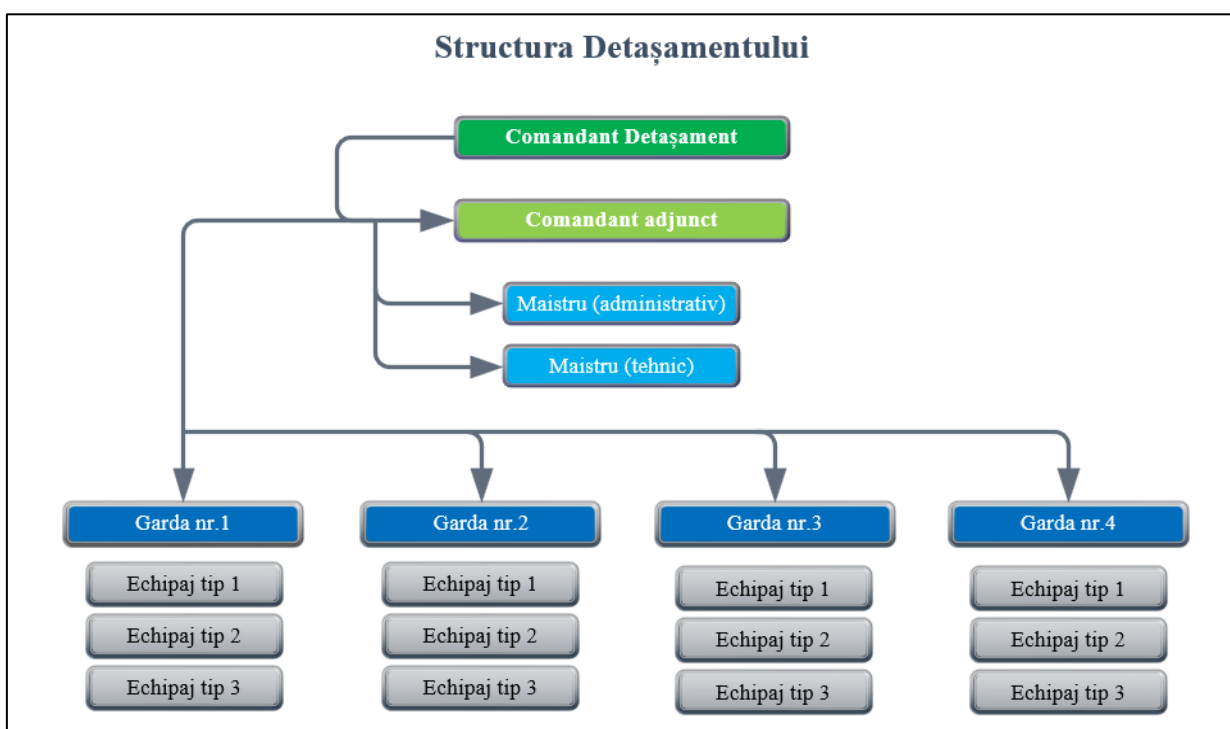 Structura Detașamentului
Comandant Detașament
Comandant adjunct
Maistru (administrativ)
Maistru (tehnic)
Garda nr.1
Garda nr.2
Garda nr.3
Garda nr.4
Echipaj tip 1
Echipaj tip 1
Echipaj tip 1
Echipaj tip 1
Echipaj tip 2
Echipaj tip 2
Echipaj tip 2
Echipaj tip 2
Echipaj tip 3
Echipaj tip 3
Echipaj tip 3
Echipaj tip 3